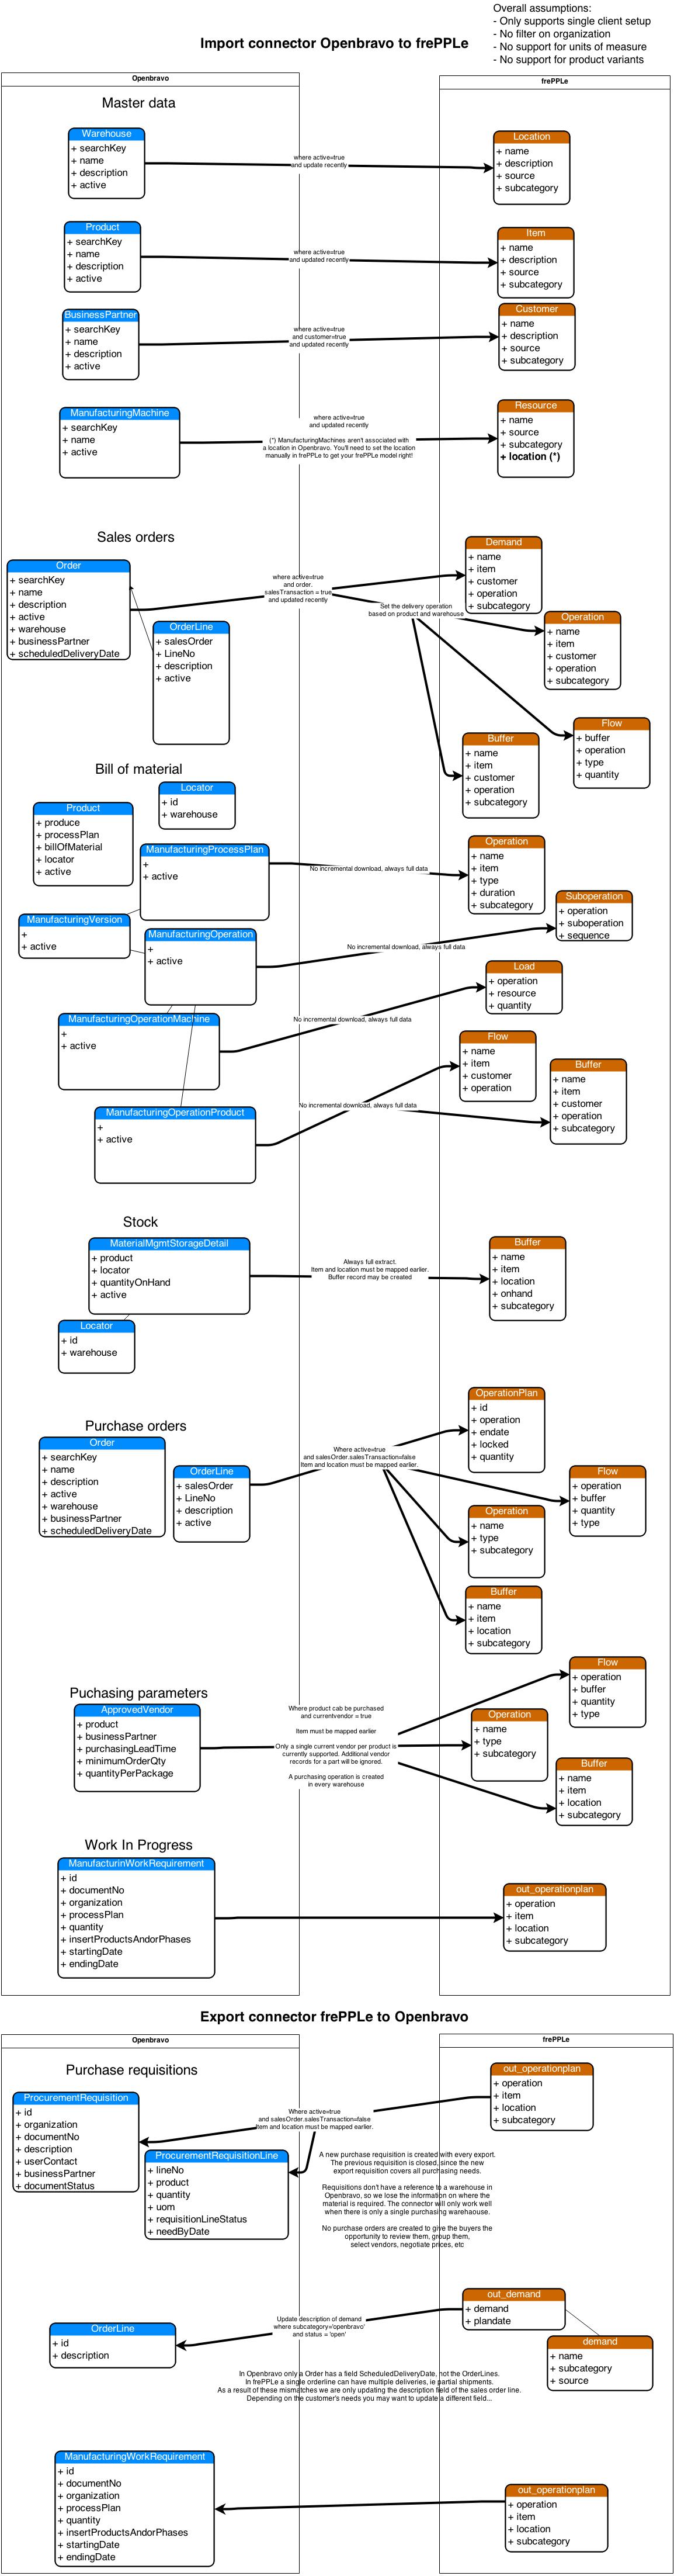 Overall assumptions:
- Only supports single client setup
- No filter on organization
- No support for units of measure
- No support for product variants
Import connector Openbravo to frePPLe
Openbravo
frePPLe
Master data
Warehouse
+ searchKey
+ name
+ description
+ active
where active=true
and update recently
Location
+ name
+ description
+ source
+ subcategory
Product
+ searchKey
+ name
+ description
+ active
where active=true
and updated recently
Item
+ name
+ description
+ source
+ subcategory
BusinessPartner
+ searchKey
+ name
+ description
+ active
where active=true
and customer=true
and updated recently
Customer
+ name
+ description
+ source
+ subcategory
ManufacturingMachine
+ searchKey
+ name
+ active
where active=true
and updated recently
(*) ManufacturingMachines aren't associated with
a location in Openbravo. You'll need to set the location
manually in frePPLe to get your frePPLe model right!
Resource
+ name
+ source
+ subcategory
+ location (*)
Sales orders
Order
+ searchKey
+ name
+ description
+ active
+ warehouse
+ businessPartner
+ scheduledDeliveryDate
OrderLine
+ salesOrder
+ LineNo
+ description
+ active
where active=true
and order.
salesTransaction = true
and updated recently
Set the delivery operation
based on product and warehouse
Demand
+ name
+ item
+ customer
+ operation
+ subcategory
Operation
+ name
+ item
+ customer
+ operation
+ subcategory
Flow
+ buffer
+ operation
+ type
+ quantity
Buffer
+ name
+ item
+ customer
+ operation
+ subcategory
Bill of material
Locator
+ id
+ warehouse
Product
+ produce
+ processPlan
+ billOfMaterial
+ locator
+ active
ManufacturingProcessPlan
+
+ active
No incremental download, always full data
Operation
+ name
+ item
+ type
+ duration
+ subcategory
ManufacturingVersion
+
+ active
ManufacturingOperation
+
+ active
No incremental download, always full data
Suboperation
+ operation
+ suboperation
+ sequence
ManufacturingOperationMachine
+
+ active
No incremental download, always full data
Load
+ operation
+ resource
+ quantity
ManufacturingOperationProduct
+
+ active
No incremental download, always full data
Flow
+ name
+ item
+ customer
+ operation
Buffer
+ name
+ item
+ customer
+ operation
+ subcategory
Stock
MaterialMgmtStorageDetail
+ product
+ locator
+ quantityOnHand
+ active
Locator
+ id
+ warehouse
Always full extract.
Item and location must be mapped earlier.
Buffer record may be created
Buffer
+ name
+ item
+ location
+ onhand
+ subcategory
Purchase orders
Order
+ searchKey
+ name
+ description
+ active
+ warehouse
+ businessPartner
+ scheduledDeliveryDate
OrderLine
+ salesOrder
+ LineNo
+ description
+ active
Where active=true
and salesOrder.salesTransaction=false
Item and location must be mapped earlier.
OperationPlan
+ id
+ operation
+ endate
+ locked
+ quantity
Flow
+ operation
+ buffer
+ quantity
+ type
Operation
+ name
+ type
+ subcategory
Buffer
+ name
+ item
+ location
+ subcategory
Puchasing parameters
ApprovedVendor
+ product
+ businessPartner
+ purchasingLeadTime
+ minimumOrderQty
+ quantityPerPackage
Where product cab be purchased
and currentvendor = true
Item must be mapped earlier
Only a single current vendor per product is
currently supported. Additional vendor
records for a part will be ignored.
A purchasing operation is created
in every warehouse
Flow
+ operation
+ buffer
+ quantity
+ type
Operation
+ name
+ type
+ subcategory
Buffer
+ name
+ item
+ location
+ subcategory
Work In Progress
ManufacturinWorkRequirement
+ id
+ documentNo
+ organization
+ processPlan
+ quantity
+ insertProductsAndorPhases
+ startingDate
+ endingDate
out_operationplan
+ operation
+ item
+ location
+ subcategory
Export connector frePPLe to Openbravo
Openbravo
frePPLe
Purchase requisitions
ProcurementRequisition
+ id
+ organization
+ documentNo
+ description
+ userContact
+ businessPartner
+ documentStatus
ProcurementRequisitionLine
+ lineNo
+ product
+ quantity
+ uom
+ requisitionLineStatus
+ needByDate
Where active=true
and salesOrder.salesTransaction=false
Item and location must be mapped earlier.
out_operationplan
+ operation
+ item
+ location
+ subcategory
A new purchase requisition is created with every export.
The previous requisition is closed, since the new
export requisition covers all purchasing needs.
Requisitions don't have a reference to a warehouse in
Openbravo, so we lose the information on where the
material is required. The connector will only work well
when there is only a single purchasing warehaouse.
No purchase orders are created to give the buyers the
opportunity to review them, group them,
select vendors, negotiate prices, etc
OrderLine
+ id
+ description
Update description of demand
where subcategory='openbravo'
and status = 'open'
out_demand
+ demand
+ plandate
demand
+ name
+ subcategory
+ source
In Openbravo only a Order has a field ScheduledDeliveryDate, not the OrderLines.
In frePPLe a single orderline can have multiple deliveries, ie partial shipments.
As a result of these mismatches we are only updating the description field of the sales order line.
Depending on the customer's needs you may want to update a different field...
ManufacturingWorkRequirement
+ id
+ documentNo
+ organization
+ processPlan
+ quantity
+ insertProductsAndorPhases
+ startingDate
+ endingDate
out_operationplan
+ operation
+ item
+ location
+ subcategory